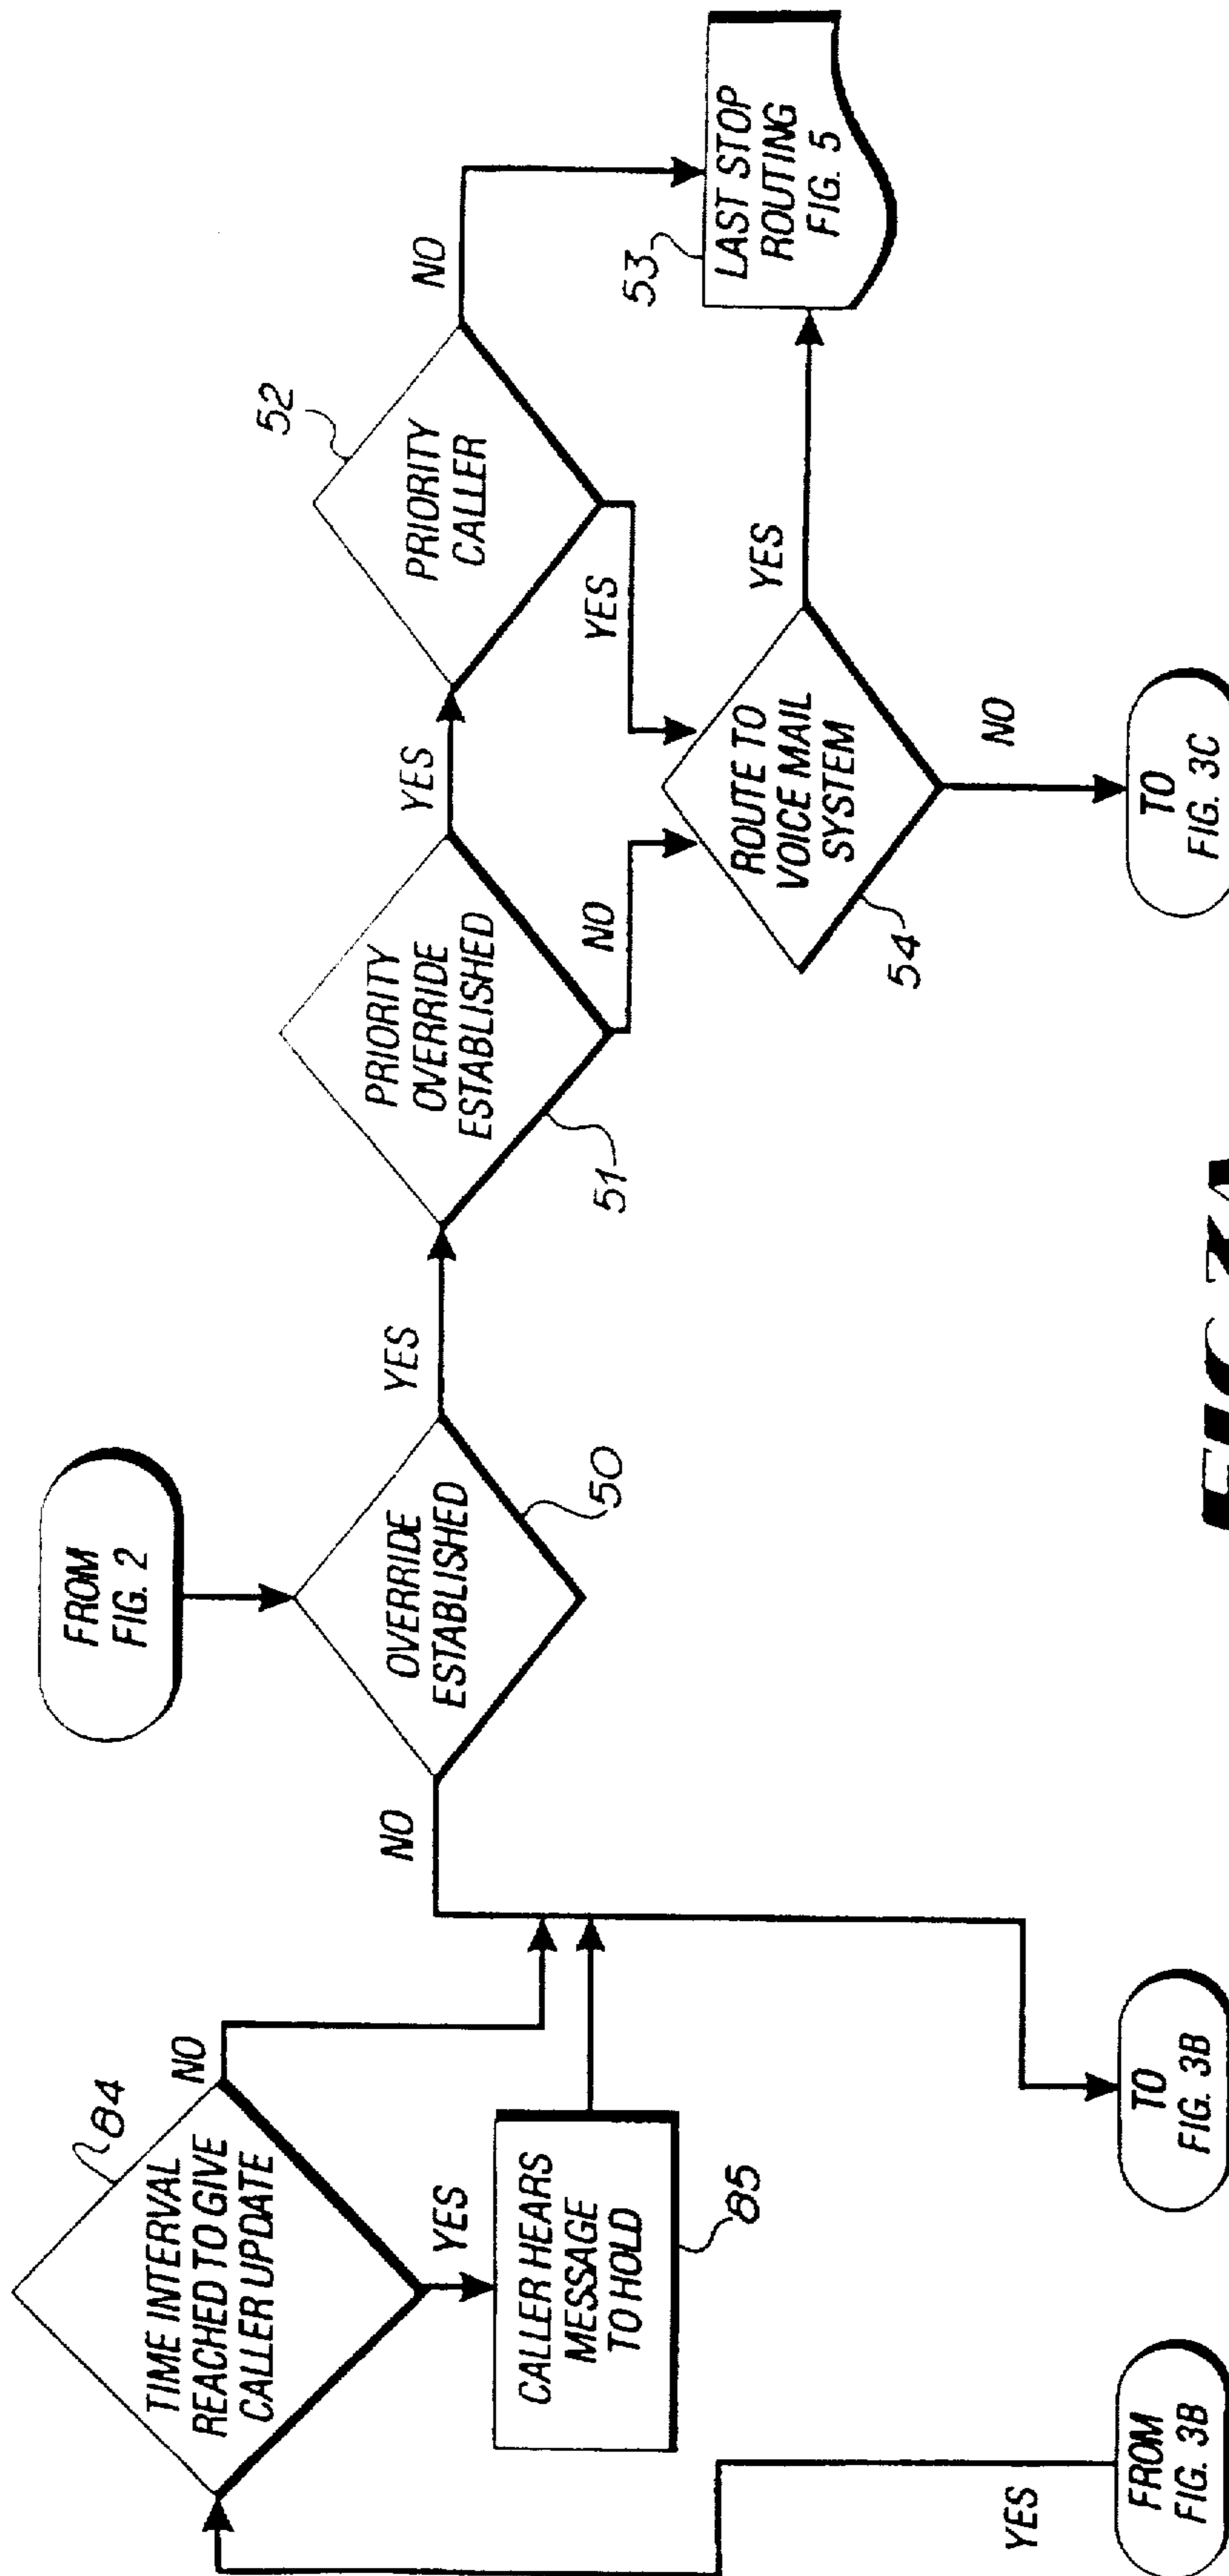 FROM
FIG. 2
TIME INTERVAL
REACHED TO GIVE
CALLER UPDATE
84
NO
YES
CALLER HEARS
MESSAGE
TO HOLD
85
YES
FROM
FIG. 3B
NO
OVERRIDE
ESTABLISHED
50
YES
TO
FIG. 3B
PRIORITY
OVERRIDE
ESTABLISHED
51
YES
NO
PRIORITY
CALLER
52
NO
YES
ROUTE TO
VOICE MAIL
SYSTEM
54
YES
NO
LAST STOP
ROUTING
FIG. 5
53
TO
FIG. 3C
FIG. 3A